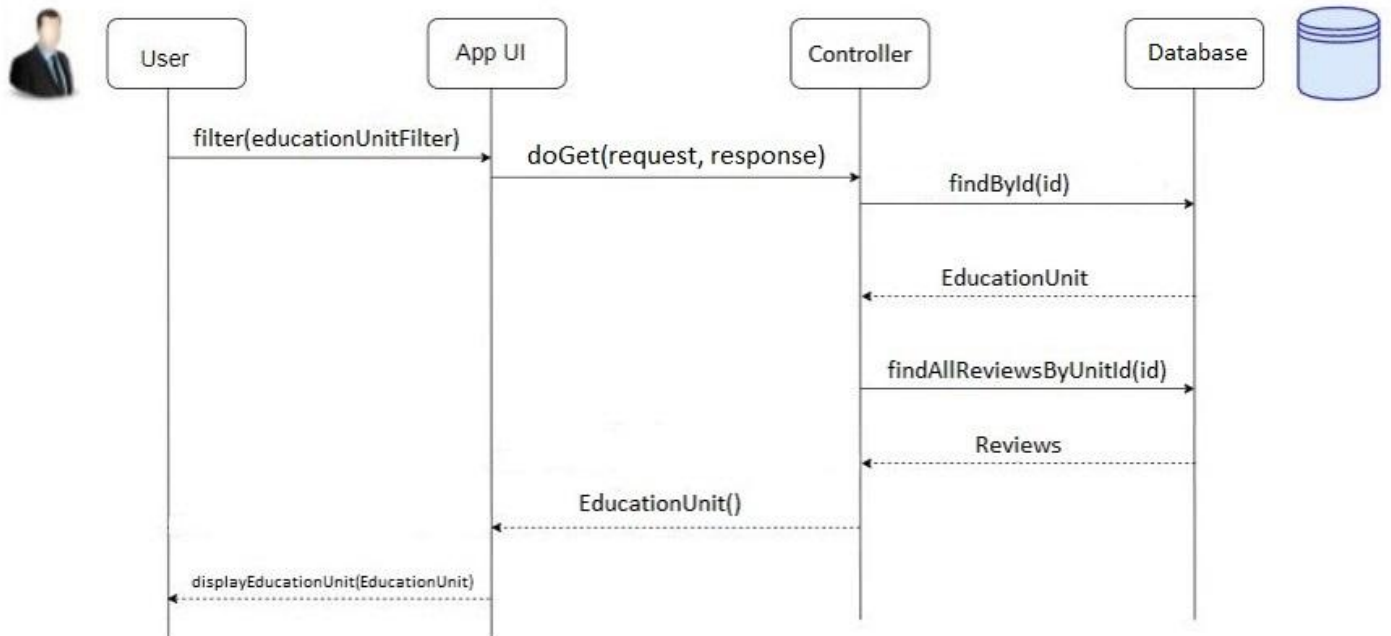 User
App UI
Controller
Database
filter(educationUnitFilter)
doGet(request, response)
findById(id)
EducationUnit
findAllReviewsByUnitId(id)
Reviews
EducationUnit()
displayEducationUnit(EducationUnit)